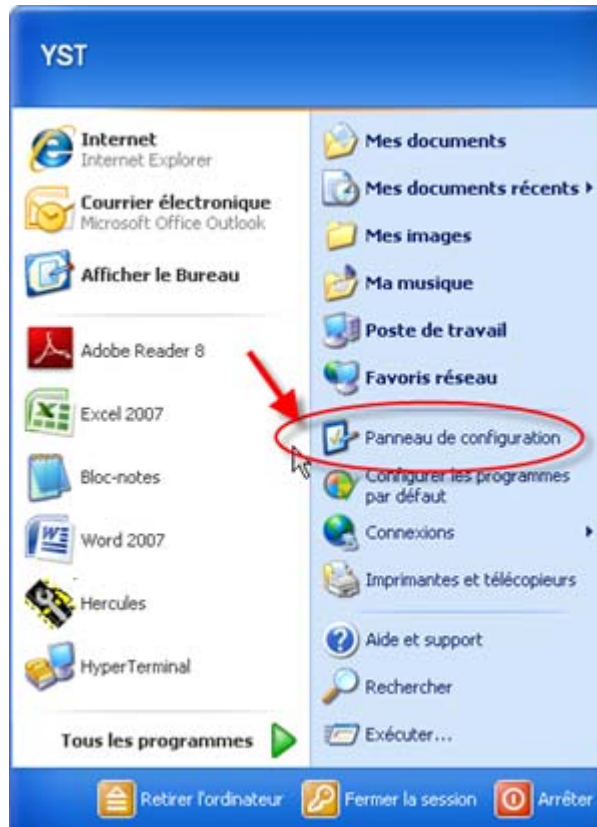 YST
Internet
Internet Explorer
Courrier électronique
Microsoft Office Outlook
Afficher le Bureau
Adobe Reader 8
Excel 2007
Bloc-notes
Word 2007
Hercules
HyperTerminal
Tous les programmes
Mes documents
Mes documents récents
Mes images
Ma musique
Poste de travail
Favoris réseau
Panneau de configuration
Configurer les programmes
par défaut
Connexions
Imprimantes et télécopieurs
Aide et support
Rechercher
Exécuter...
Retirer l'ordinateur
Fermer la session
Arrêter